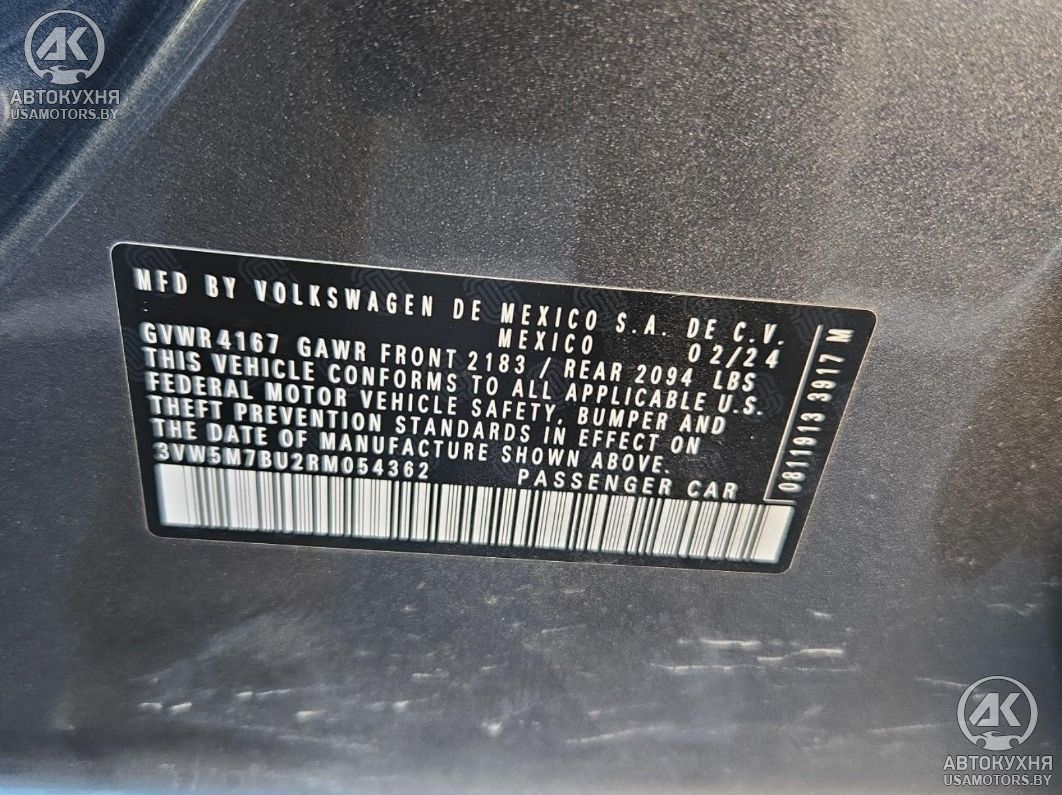 АК
АВТОКУХНЯ
USAMOTORS.BY
MFD BY VOLKSWAGEN DE MEXICO S.A. DE C.V.
MEXICO 02/24
GVWR 4167 GAWR FRONT 2183 / REAR 2094 LBS
THIS VEHICLE CONFORMS TO ALL APPLICABLE U.S.
FEDERAL MOTOR VEHICLE SAFETY, BUMPER AND
THEFT PREVENTION STANDARDS IN EFFECT ON
THE DATE OF MANUFACTURE SHOWN ABOVE.
3VW5M7BU2RM054362 PASSENGER CAR
0811913 3917 M
АК
АВТОКУХНЯ
USAMOTORS.BY